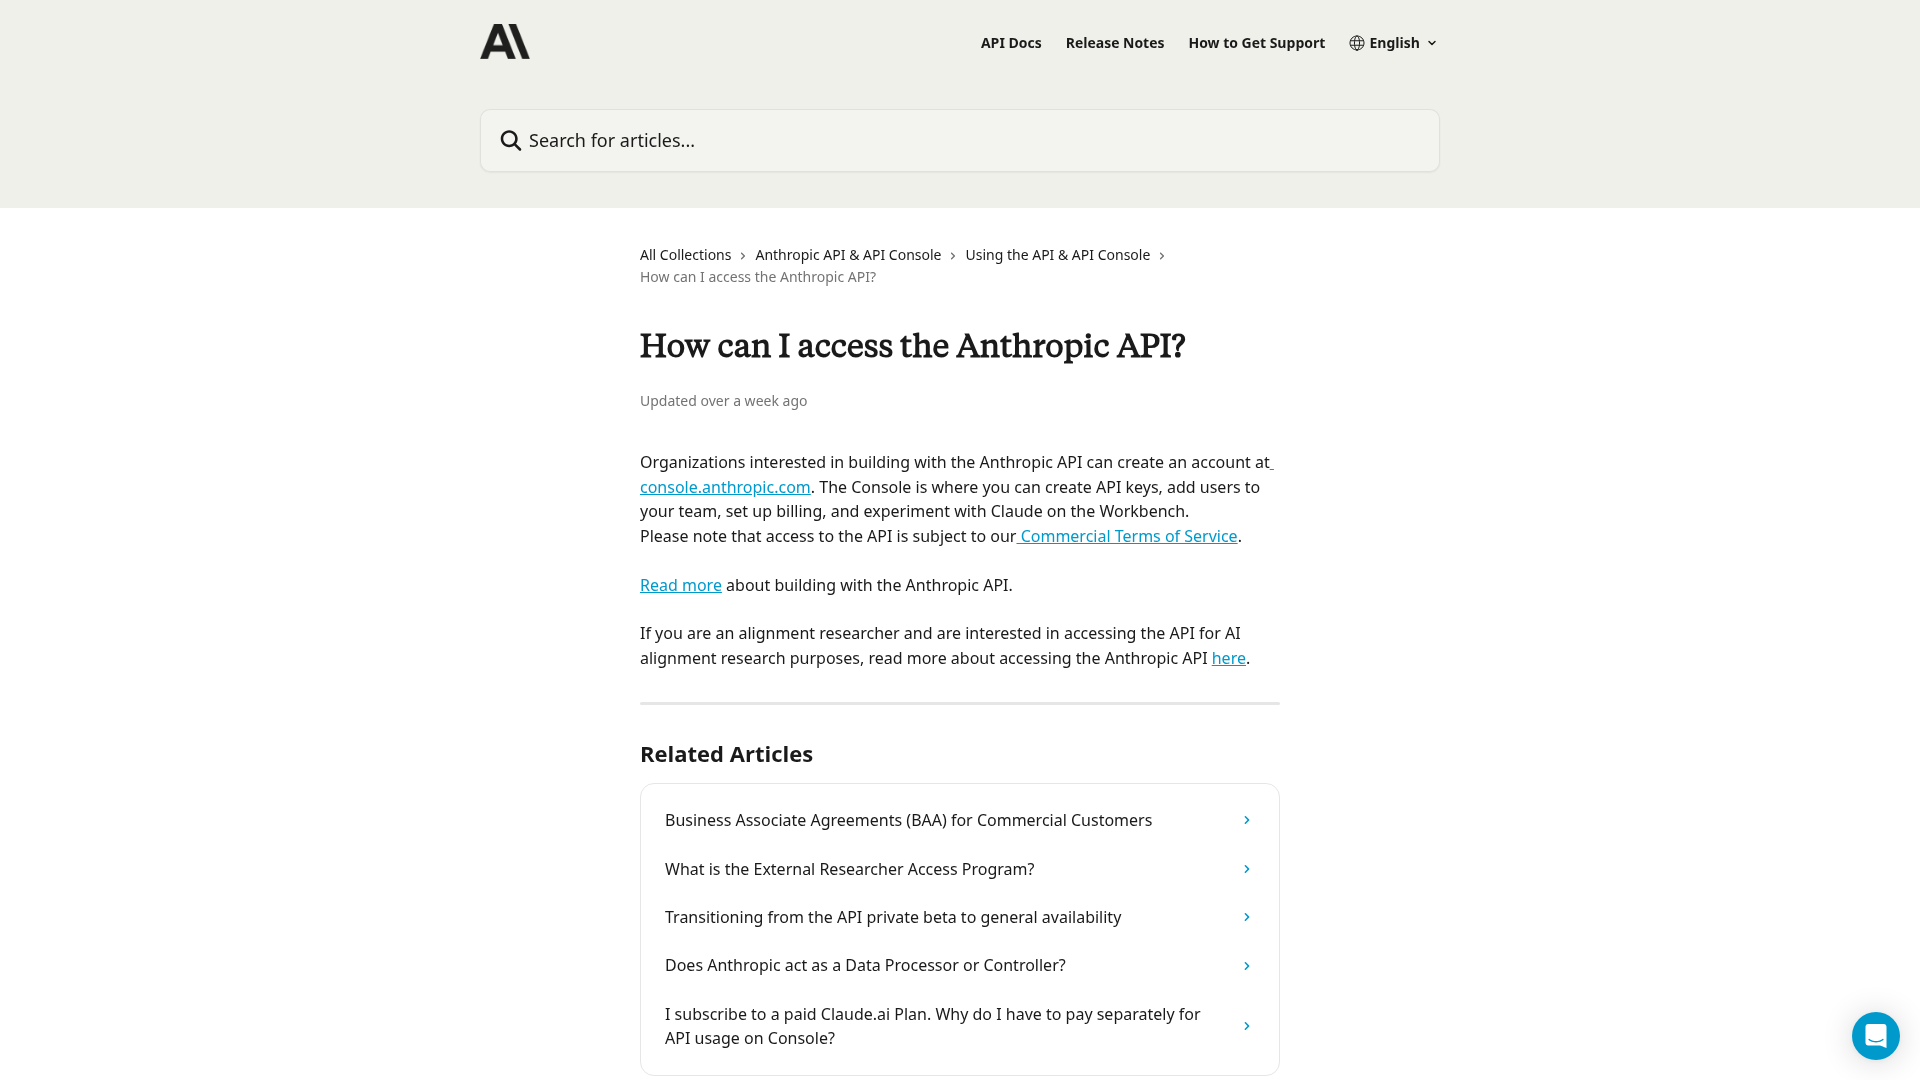 API Docs
Release Notes
How to Get Support
English
Search for articles...
All Collections
Anthropic API & API Console
Using the API & API Console
How can I access the Anthropic API?
How can I access the Anthropic API?
Updated over a week ago
Organizations interested in building with the Anthropic API can create an account at
console.anthropic.com. The Console is where you can create API keys, add users to
your team, set up billing, and experiment with Claude on the Workbench.
Please note that access to the API is subject to our Commercial Terms of Service.
Read more about building with the Anthropic API.
If you are an alignment researcher and are interested in accessing the API for AI
alignment research purposes, read more about accessing the Anthropic API here.
Related Articles
Business Associate Agreements (BAA) for Commercial Customers
What is the External Researcher Access Program?
Transitioning from the API private beta to general availability
Does Anthropic act as a Data Processor or Controller?
I subscribe to a paid Claude.ai Plan. Why do I have to pay separately for
API usage on Console?